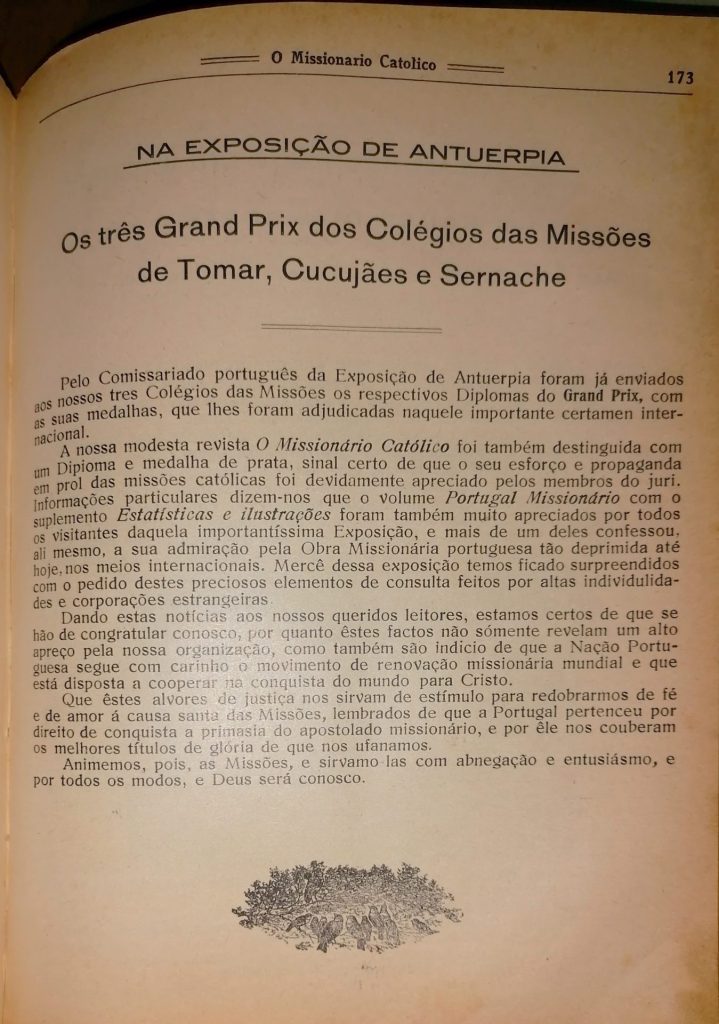 O Missionario Catolico
173
NA EXPOSIÇÃO DE ANTUERPIA
Os três Grand Prix dos Colégios das Missões
de Tomar, Cucujães e Sernache
Pelo Comissariado português da Exposição de Antuerpia foram já enviados
aos nossos tres Colégios das Missões os respectivos Diplomas do Grand Prix, com
as suas medalhas, que lhes foram adjudicadas naquele importante certamen inter-
nacional.
A nossa modesta revista O Missionário Católico foi também destinguida com
um Dipioma e medalha de prata, sinal certo de que o seu esforço e propaganda
em prol das missões católicas foi devidamente apreciado pelos membros do juri.
Informações particulares dizem-nos que o volume Portugal Missionário com o
suplemento Estatísticas e ilustrações foram também muito apreciados por todos
os visitantes daquela importantíssima Exposição, e mais de um deles confessou,
ali mesmo, a sua admiração pela Obra Missionária portuguesa tão deprimida até
hoje, nos meios internacionais. Mercê dessa exposição temos ficado surpreendidos
com o pedido destes preciosos elementos de consulta feitos por altas individulida-
des e corporações estrangeiras.
Dando estas notícias aos nossos queridos leitores, estamos certos de que se
hão de congratular conosco, por quanto êstes factos não sómente revelam um alto
apreço pela nossa organização, como também são indício de que a Nação Portu-
guesa segue com carinho o movimento de renovação missionária mundial e que
está disposta a cooperar na conquista do mundo para Cristo.
Que êstes alvores de justiça nos sirvam de estímulo para redobrarmos de fé
e de amor á causa santa das Missões, lembrados de que a Portugal pertenceu por
direito de conquista a primasia do apostolado missionário, e por êle nos couberam
os melhores títulos de glória de que nos ufanamos.
Animemos, pois, as Missões, e sirvamo-las com abnegação e entusiásmo, e
por todos os modos, e Deus será conosco.